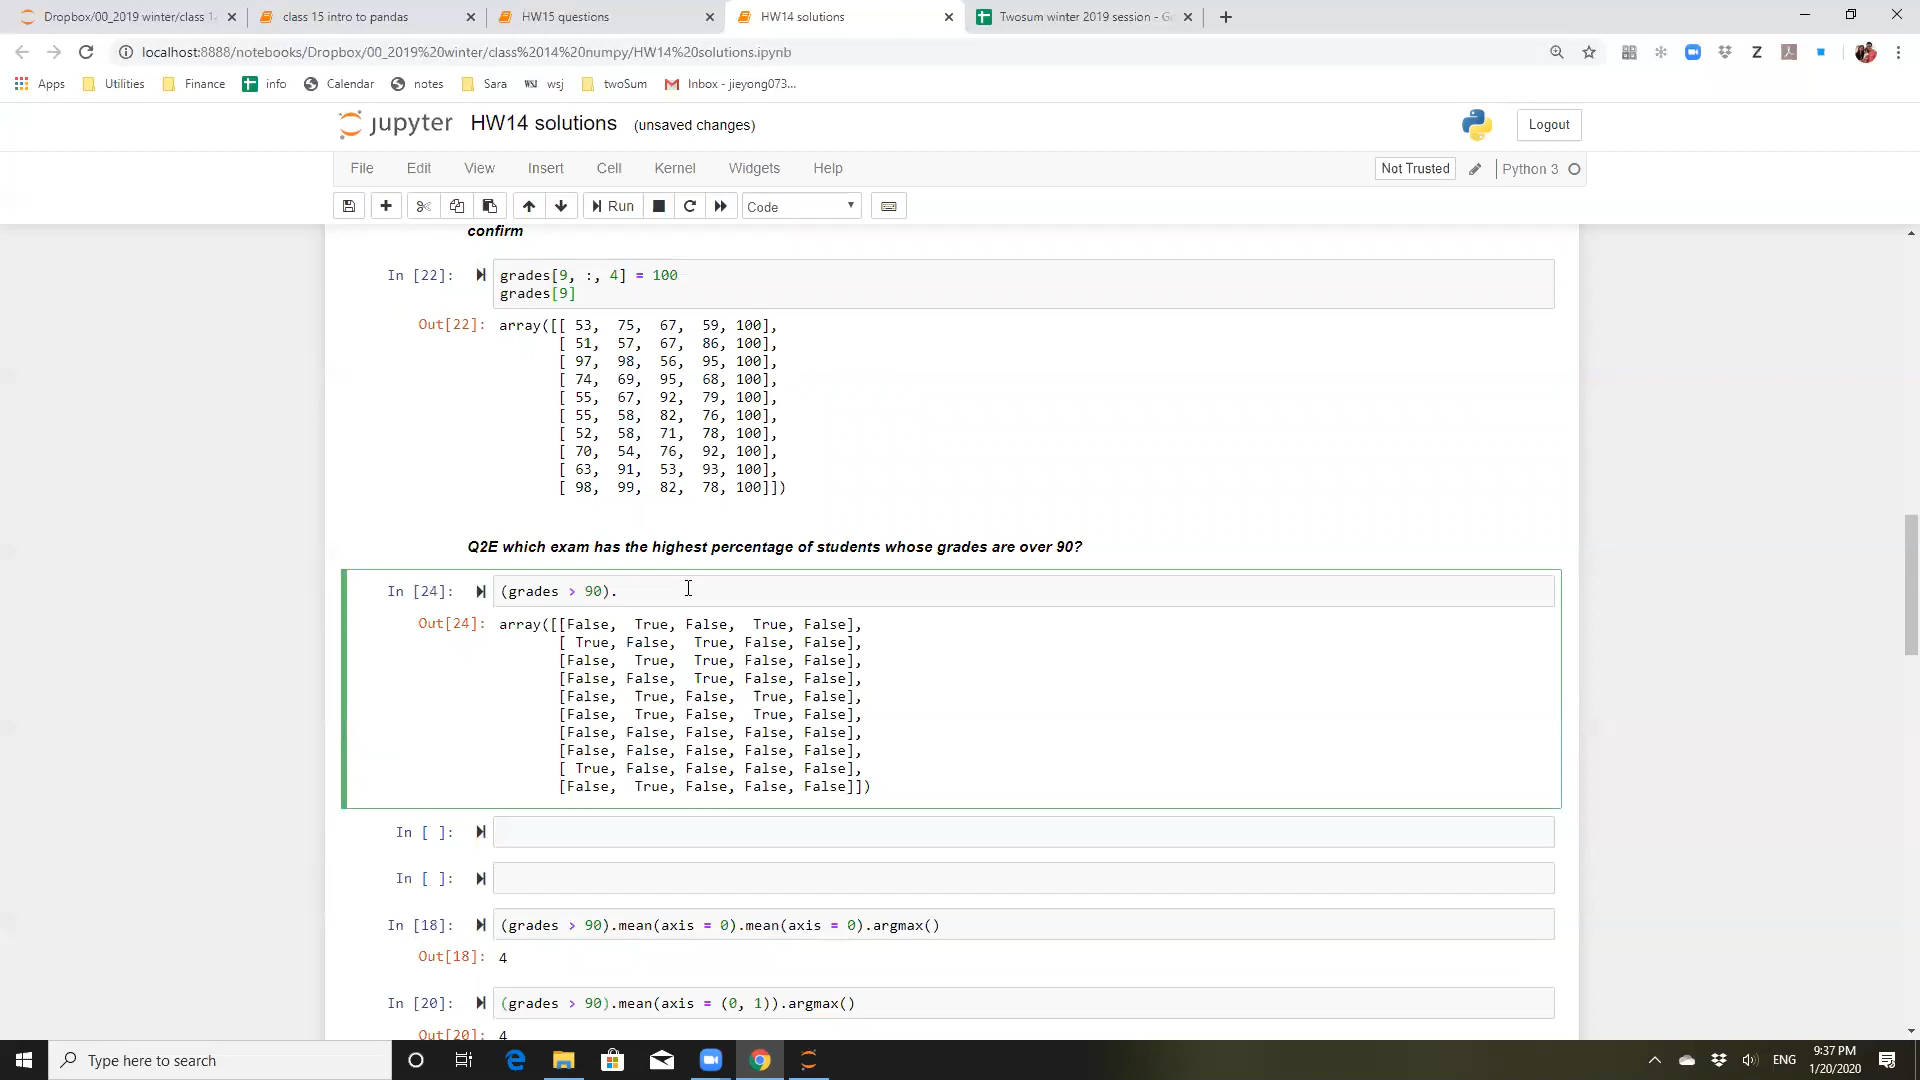 Dropbox/00_2019 winter/class 1
class 15 intro to pandas
HW15 questions
HW14 solutions
Twosum winter 2019 session - G
localhost:8888/notebooks/Dropbox/00_2019%20winter/class%2014%20numpy/HW14%20solutions.ipynb
Apps
Utilities
Finance
info
Calendar
notes
Sara
wsj
twoSum
Inbox - jieyong073...
jupyter HW14 solutions (unsaved changes)
Logout
File Edit View Insert Cell Kernel Widgets Help
Not Trusted
Python 3
Run
Code
confirm
In [22]: grades[9, :, 4] = 100
grades[9]
Out[22]: array([[ 53, 75, 67, 59, 100],
[ 51, 57, 67, 86, 100],
[ 97, 98, 56, 95, 100],
[ 74, 69, 95, 68, 100],
[ 55, 67, 92, 79, 100],
[ 55, 58, 82, 76, 100],
[ 52, 58, 71, 78, 100],
[ 70, 54, 76, 92, 100],
[ 63, 91, 53, 93, 100],
[ 98, 99, 82, 78, 100]])
Q2E which exam has the highest percentage of students whose grades are over 90?
In [24]: (grades > 90).
Out[24]: array([[False, True, False, True, False],
[ True, False, True, False, False],
[False, True, True, False, False],
[False, False, True, False, False],
[False, True, False, True, False],
[False, True, False, True, False],
[False, False, False, False, False],
[False, False, False, False, False],
[ True, False, False, False, False],
[False, True, False, False, False]])
In [ ]:
In [ ]:
In [18]: (grades > 90).mean(axis = 0).mean(axis = 0).argmax()
Out[18]: 4
In [20]: (grades > 90).mean(axis = (0, 1)).argmax()
Out[20]: 4
Type here to search
ENG
9:37 PM
1/20/2020